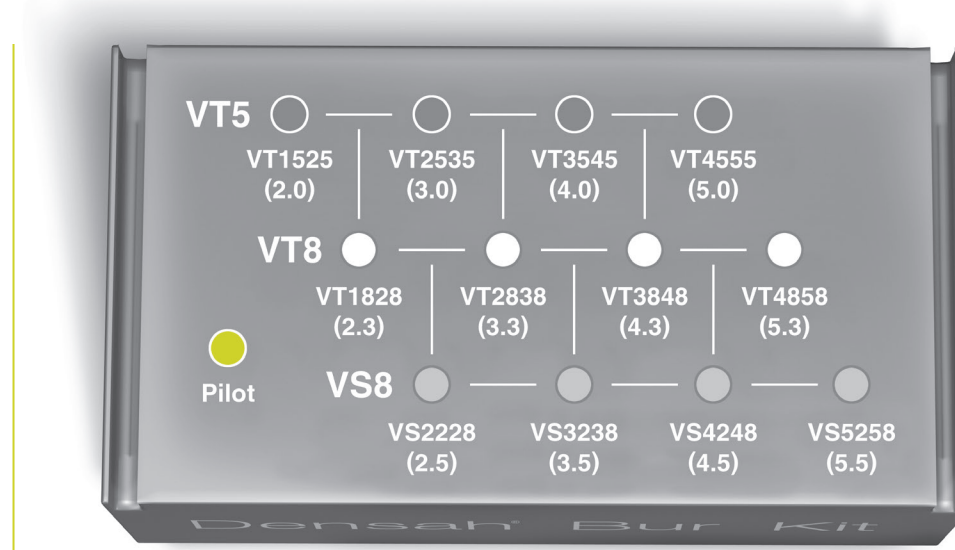 VT5
VT1525 VT2535 VT3545 VT4555
(2.0) (3.0) (4.0) (5.0)
VT8
VT1828 VT2838 VT3848 VT4858
(2.3) (3.3) (4.3) (5.3)
Pilot
VS8
VS2228 VS3238 VS4248 VS5258
(2.5) (3.5) (4.5) (5.5)
Densah® Bur Kit